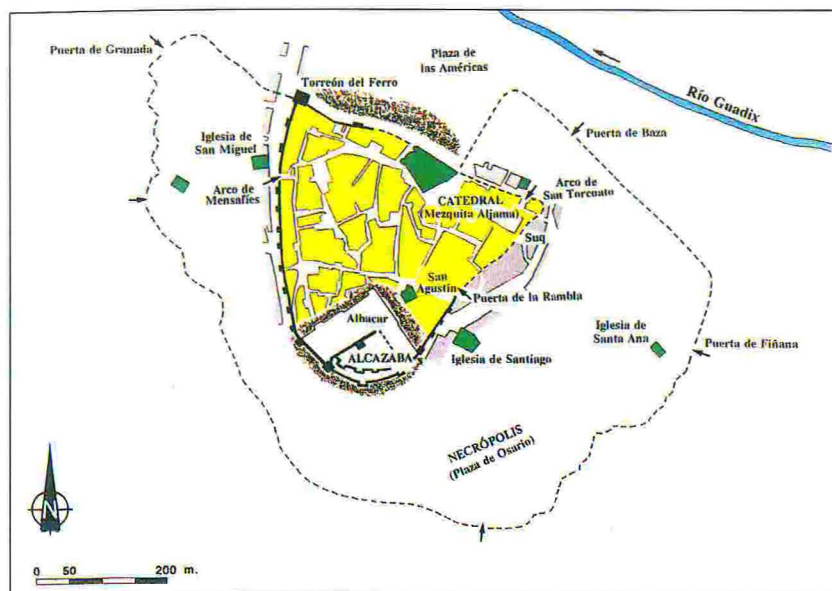 Puerta de Granada
Plaza de
las Américas
Torreón del Ferro
Río Guadix
Puerta de Baza
Iglesia de
San Miguel
Arco de
Mensafíes
Arco de
San Torcuato
CATEDRAL
(Mezquita Aljama)
Suq
San
Agustín
Puerta de la Rambla
Albacar
Iglesia de
Santa Ana
Puerta de Fiñana
ALCAZABA
Iglesia de Santiago
NECRÓPOLIS
(Plaza de Osario)
N
0 50 100 200 m.